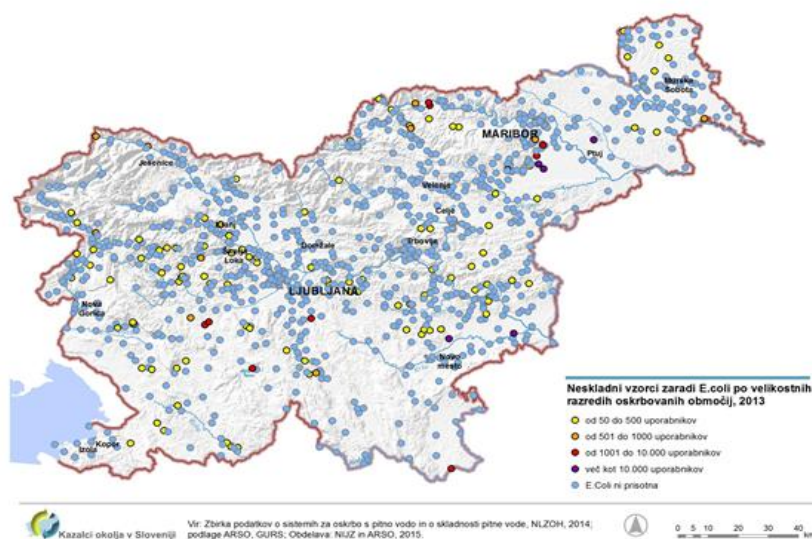 Murska
Sobota
MARIBOR
Ptuj
Jesenice
Velenje
Celje
Kranj
Škofja
Loka
Domžale
Trbovlje
LJUBLJANA
Nova
Gorica
Novo
mesto
Koper
Izola
Neskladni vzorci zaradi E.coli po velikostnih
razredih oskrbovanih območij, 2013
od 50 do 500 uporabnikov
od 501 do 1000 uporabnikov
od 1001 do 10.000 uporabnikov
več kot 10.000 uporabnikov
E.Coli ni prisotna
Kazalci okolja v Sloveniji
Vir: Zbirka podatkov o sistemih za oskrbo s pitno vodo in o skladnosti pitne vode, NLZOH, 2014;
podlage ARSO, GURS; Obdelava: NIJZ in ARSO, 2015.
0 5 10 20 30 40